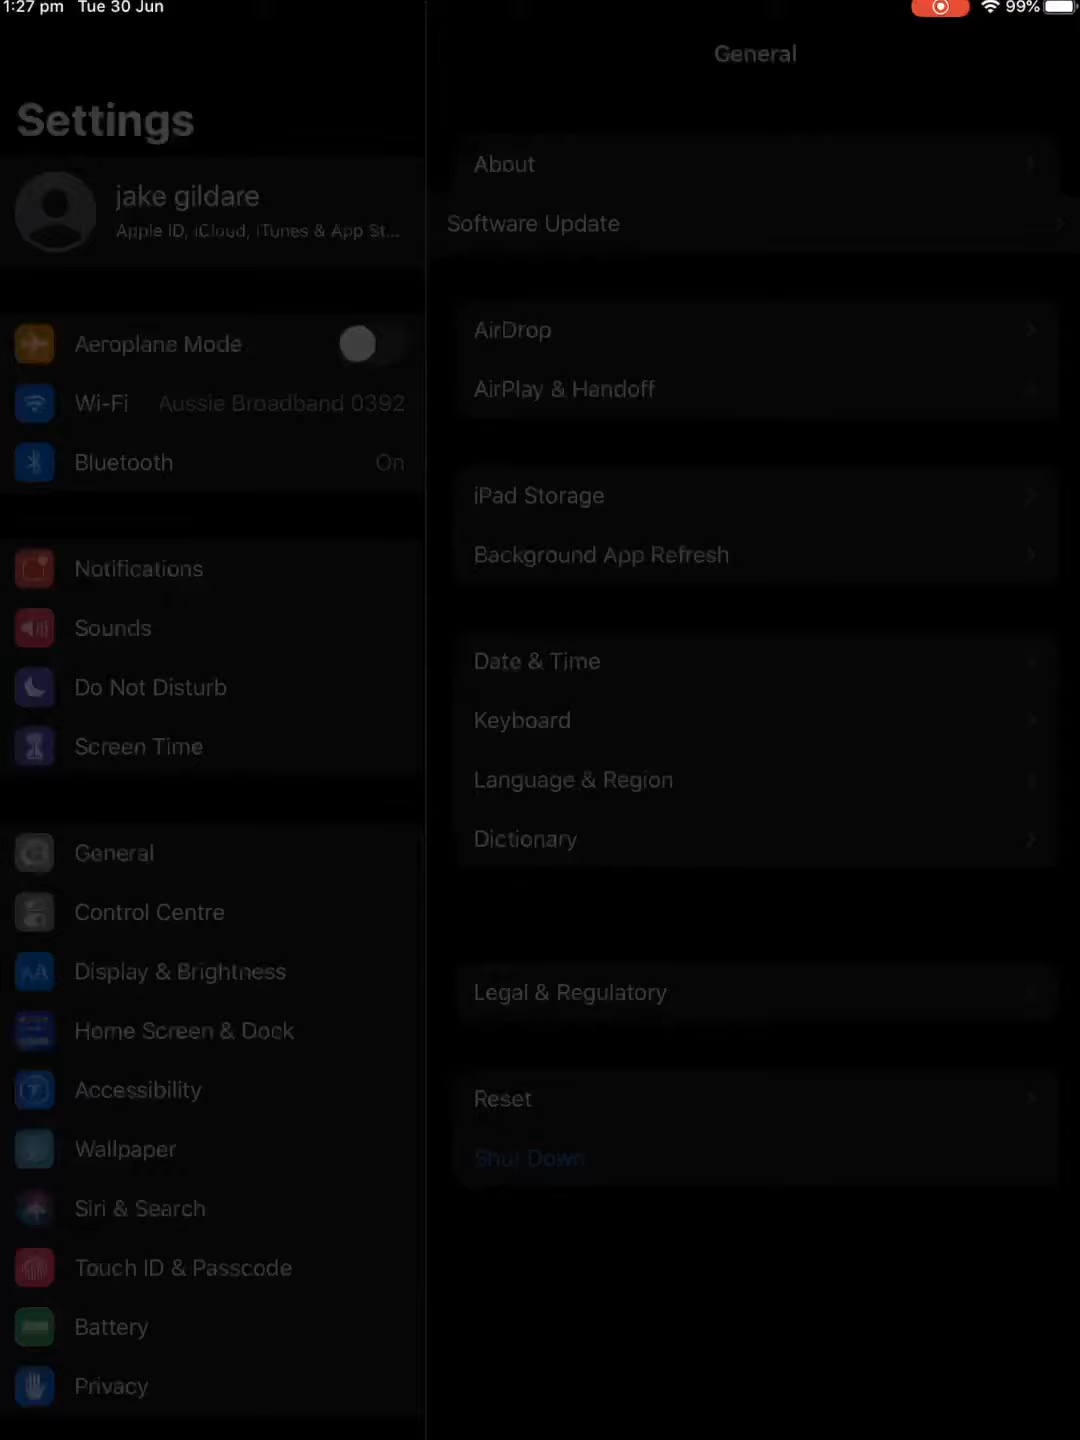 1:27 pm Tue 30 Jun
99%
Settings
jake gildare
Apple ID, iCloud, iTunes & App St...
Aeroplane Mode
Wi-Fi Aussie Broadband 0392
Bluetooth On
Notifications
Sounds
Do Not Disturb
Screen Time
General
Control Centre
AA Display & Brightness
Home Screen & Dock
Accessibility
Wallpaper
Siri & Search
Touch ID & Passcode
Battery
Privacy
General
About
Software Update
AirDrop
AirPlay & Handoff
iPad Storage
Background App Refresh
Date & Time
Keyboard
Language & Region
Dictionary
Legal & Regulatory
Reset
Shut Down